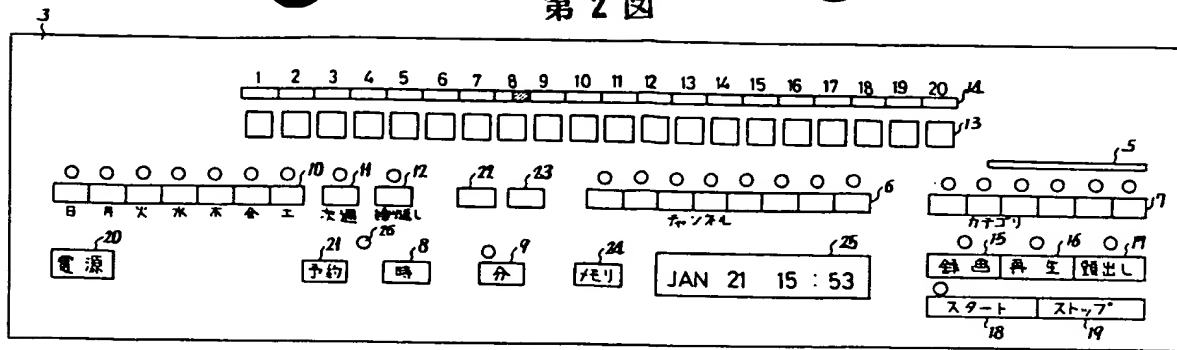 第2図
3
1 2 3 4 5 6 7 8 9 10 11 12 13 14 15 16 17 18 19 20 14
13
5
10 11 12 22 23 6 7
日 月 火 水 木 金 土 次週 繰返し チャンネル カテゴリ
20 21 26 8 9 24 25 15 16 17
電源 予約 時 分 メモリ JAN 21 15:53 録画 再生 頭出し
スタート ストップ
18 19